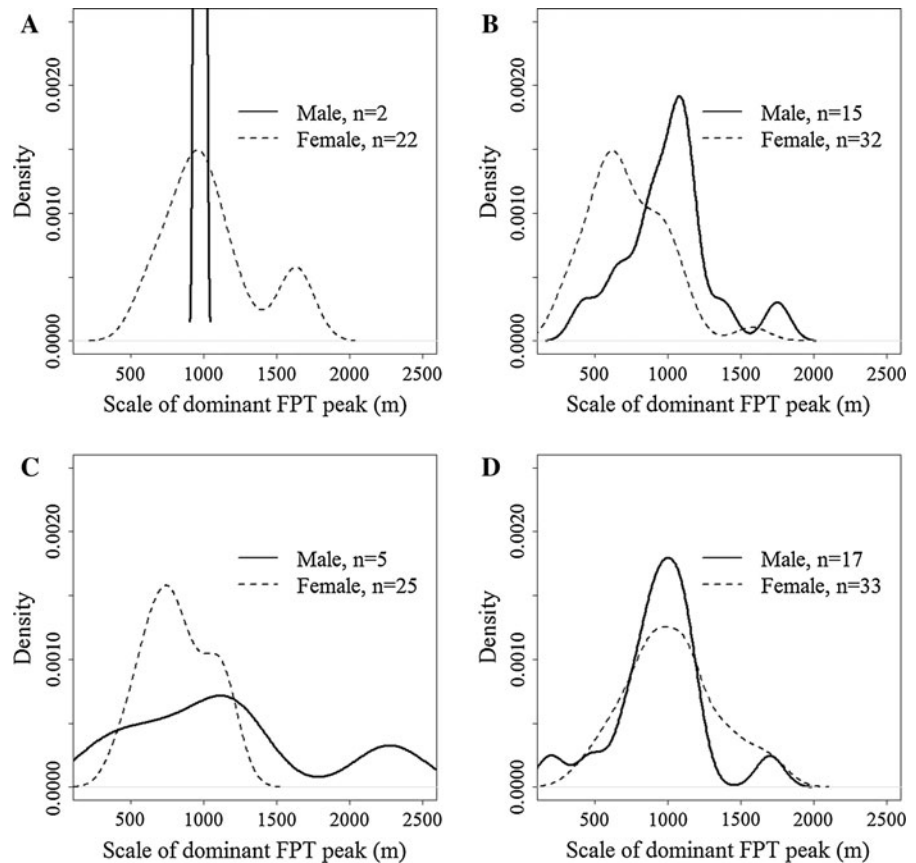 A
Density
0.0000 0.0010 0.0020
Male, n=2
Female, n=22
500 1000 1500 2000 2500
Scale of dominant FPT peak (m)
B
Density
0.0000 0.0010 0.0020
Male, n=15
Female, n=32
500 1000 1500 2000 2500
Scale of dominant FPT peak (m)
C
Density
0.0000 0.0010 0.0020
Male, n=5
Female, n=25
500 1000 1500 2000 2500
Scale of dominant FPT peak (m)
D
Density
0.0000 0.0010 0.0020
Male, n=17
Female, n=33
500 1000 1500 2000 2500
Scale of dominant FPT peak (m)